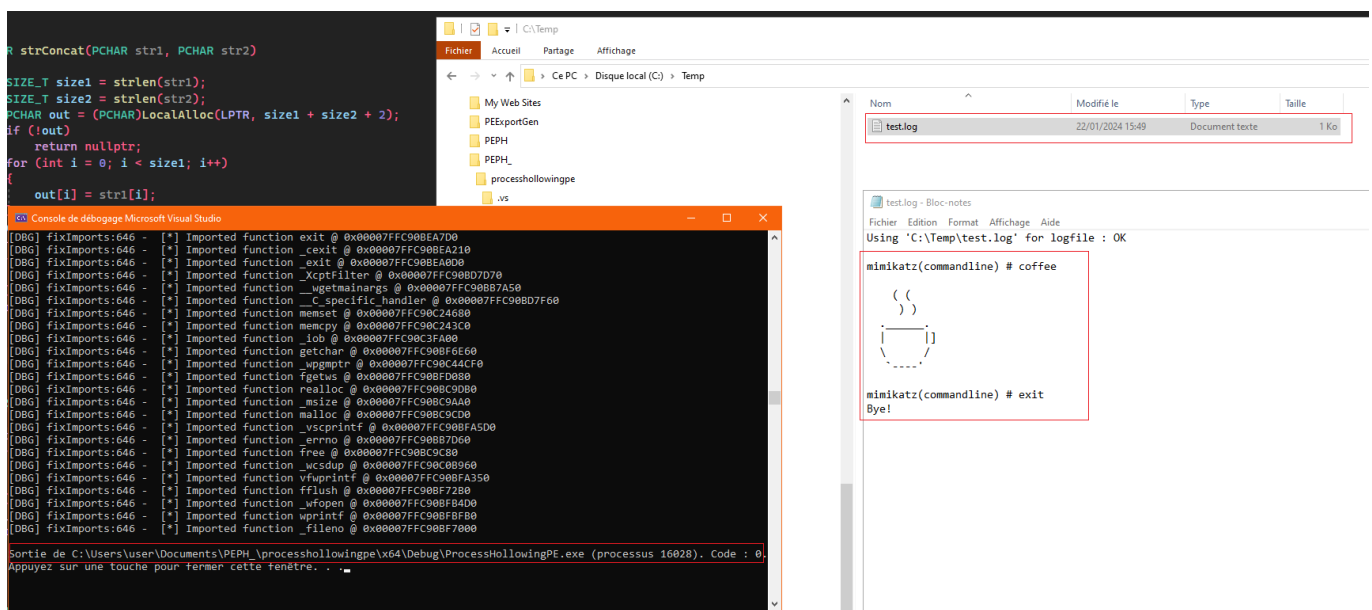 R strConcat(PCHAR str1, PCHAR str2)
SIZE_T size1 = strlen(str1);
SIZE_T size2 = strlen(str2);
PCHAR out = (PCHAR)LocalAlloc(LPTR, size1 + size2 + 2);
if (!out)
return nullptr;
for (int i = 0; i < size1; i++)
{
out[i] = str1[i];
C:\Temp
Fichier Accueil Partage Affichage
Ce PC > Disque local (C:) > Temp
My Web Sites
PEExportGen
PEPH
PEPH_
processhollowingpe
.vs
Nom Modifié le Type Taille
test.log 22/01/2024 15:49 Document texte 1 Ko
Console de débogage Microsoft Visual Studio
[DBG] fixImports:646 - [*] Imported function exit @ 0x00007FFC90BEA7D0
[DBG] fixImports:646 - [*] Imported function _cexit @ 0x00007FFC90BEA210
[DBG] fixImports:646 - [*] Imported function _exit @ 0x00007FFC90BEA0D0
[DBG] fixImports:646 - [*] Imported function _XcptFilter @ 0x00007FFC90BD7D70
[DBG] fixImports:646 - [*] Imported function __wgetmainargs @ 0x00007FFC90BB7A50
[DBG] fixImports:646 - [*] Imported function __C_specific_handler @ 0x00007FFC90BD7F60
[DBG] fixImports:646 - [*] Imported function memset @ 0x00007FFC90C24680
[DBG] fixImports:646 - [*] Imported function memcpy @ 0x00007FFC90C243C0
[DBG] fixImports:646 - [*] Imported function _iob @ 0x00007FFC90C3FA00
[DBG] fixImports:646 - [*] Imported function getchar @ 0x00007FFC90BF6E60
[DBG] fixImports:646 - [*] Imported function _wpgmptr @ 0x00007FFC90C44CF0
[DBG] fixImports:646 - [*] Imported function fgetws @ 0x00007FFC90BFD080
[DBG] fixImports:646 - [*] Imported function realloc @ 0x00007FFC90BC9DB0
[DBG] fixImports:646 - [*] Imported function _msize @ 0x00007FFC90BC9AA0
[DBG] fixImports:646 - [*] Imported function malloc @ 0x00007FFC90BC9CD0
[DBG] fixImports:646 - [*] Imported function _vscprintf @ 0x00007FFC90BFA5D0
[DBG] fixImports:646 - [*] Imported function _errno @ 0x00007FFC90BB7D60
[DBG] fixImports:646 - [*] Imported function free @ 0x00007FFC90BC9C80
[DBG] fixImports:646 - [*] Imported function _wcsdup @ 0x00007FFC90C0B960
[DBG] fixImports:646 - [*] Imported function vfwprintf @ 0x00007FFC90BFA350
[DBG] fixImports:646 - [*] Imported function fflush @ 0x00007FFC90BF72B0
[DBG] fixImports:646 - [*] Imported function _wfopen @ 0x00007FFC90BFB4D0
[DBG] fixImports:646 - [*] Imported function wprintf @ 0x00007FFC90BFBFB0
[DBG] fixImports:646 - [*] Imported function _fileno @ 0x00007FFC90BF7000
Sortie de C:\Users\user\Documents\PEPH_\processhollowingpe\x64\Debug\ProcessHollowingPE.exe (processus 16028). Code : 0.
Appuyez sur une touche pour fermer cette fenêtre. . .
test.log - Bloc-notes
Fichier Edition Format Affichage Aide
Using 'C:\Temp\test.log' for logfile : OK
mimikatz(commandline) # coffee
( (
) )
.______.
|      |]
\      /
`----'
mimikatz(commandline) # exit
Bye!